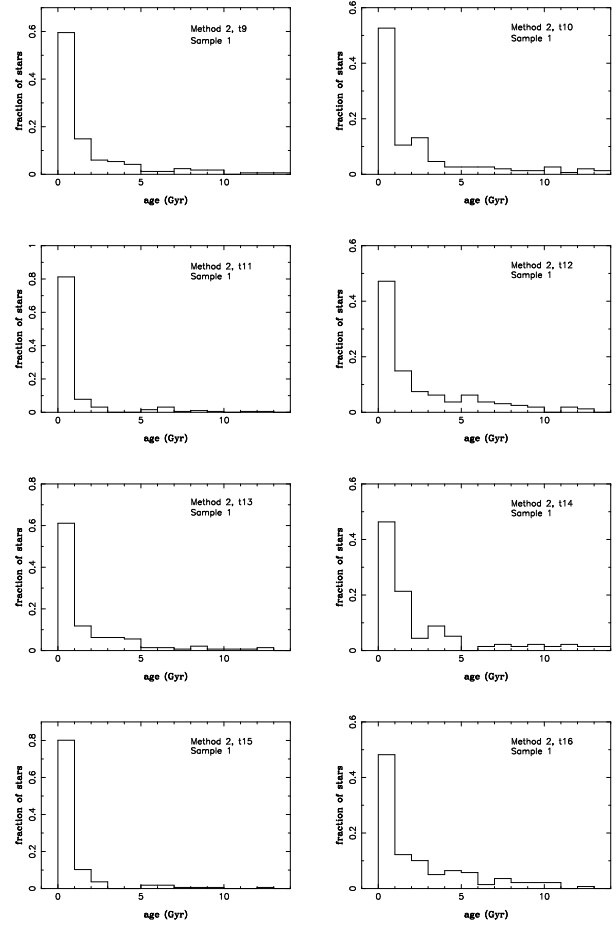 Method 2, t9
Sample 1
fraction of stars
0.6
0.2
0
0
5
10
age (Gyr)
Method 2, t10
Sample 1
fraction of stars
0.6
0.4
0.2
0
0
5
10
age (Gyr)
Method 2, t11
Sample 1
fraction of stars
1
0.8
0.4
0.2
0
0
5
10
age (Gyr)
Method 2, t12
Sample 1
fraction of stars
0.6
0.4
0.2
0
0
5
10
age (Gyr)
Method 2, t13
Sample 1
fraction of stars
0.8
0.6
0.4
0.2
0
0
5
10
age (Gyr)
Method 2, t14
Sample 1
fraction of stars
0.6
0.4
0.2
0
0
5
10
age (Gyr)
Method 2, t15
Sample 1
fraction of stars
0.8
0.6
0.4
0.2
0
0
5
10
age (Gyr)
Method 2, t16
Sample 1
fraction of stars
0.6
0.4
0.2
0
0
5
10
age (Gyr)